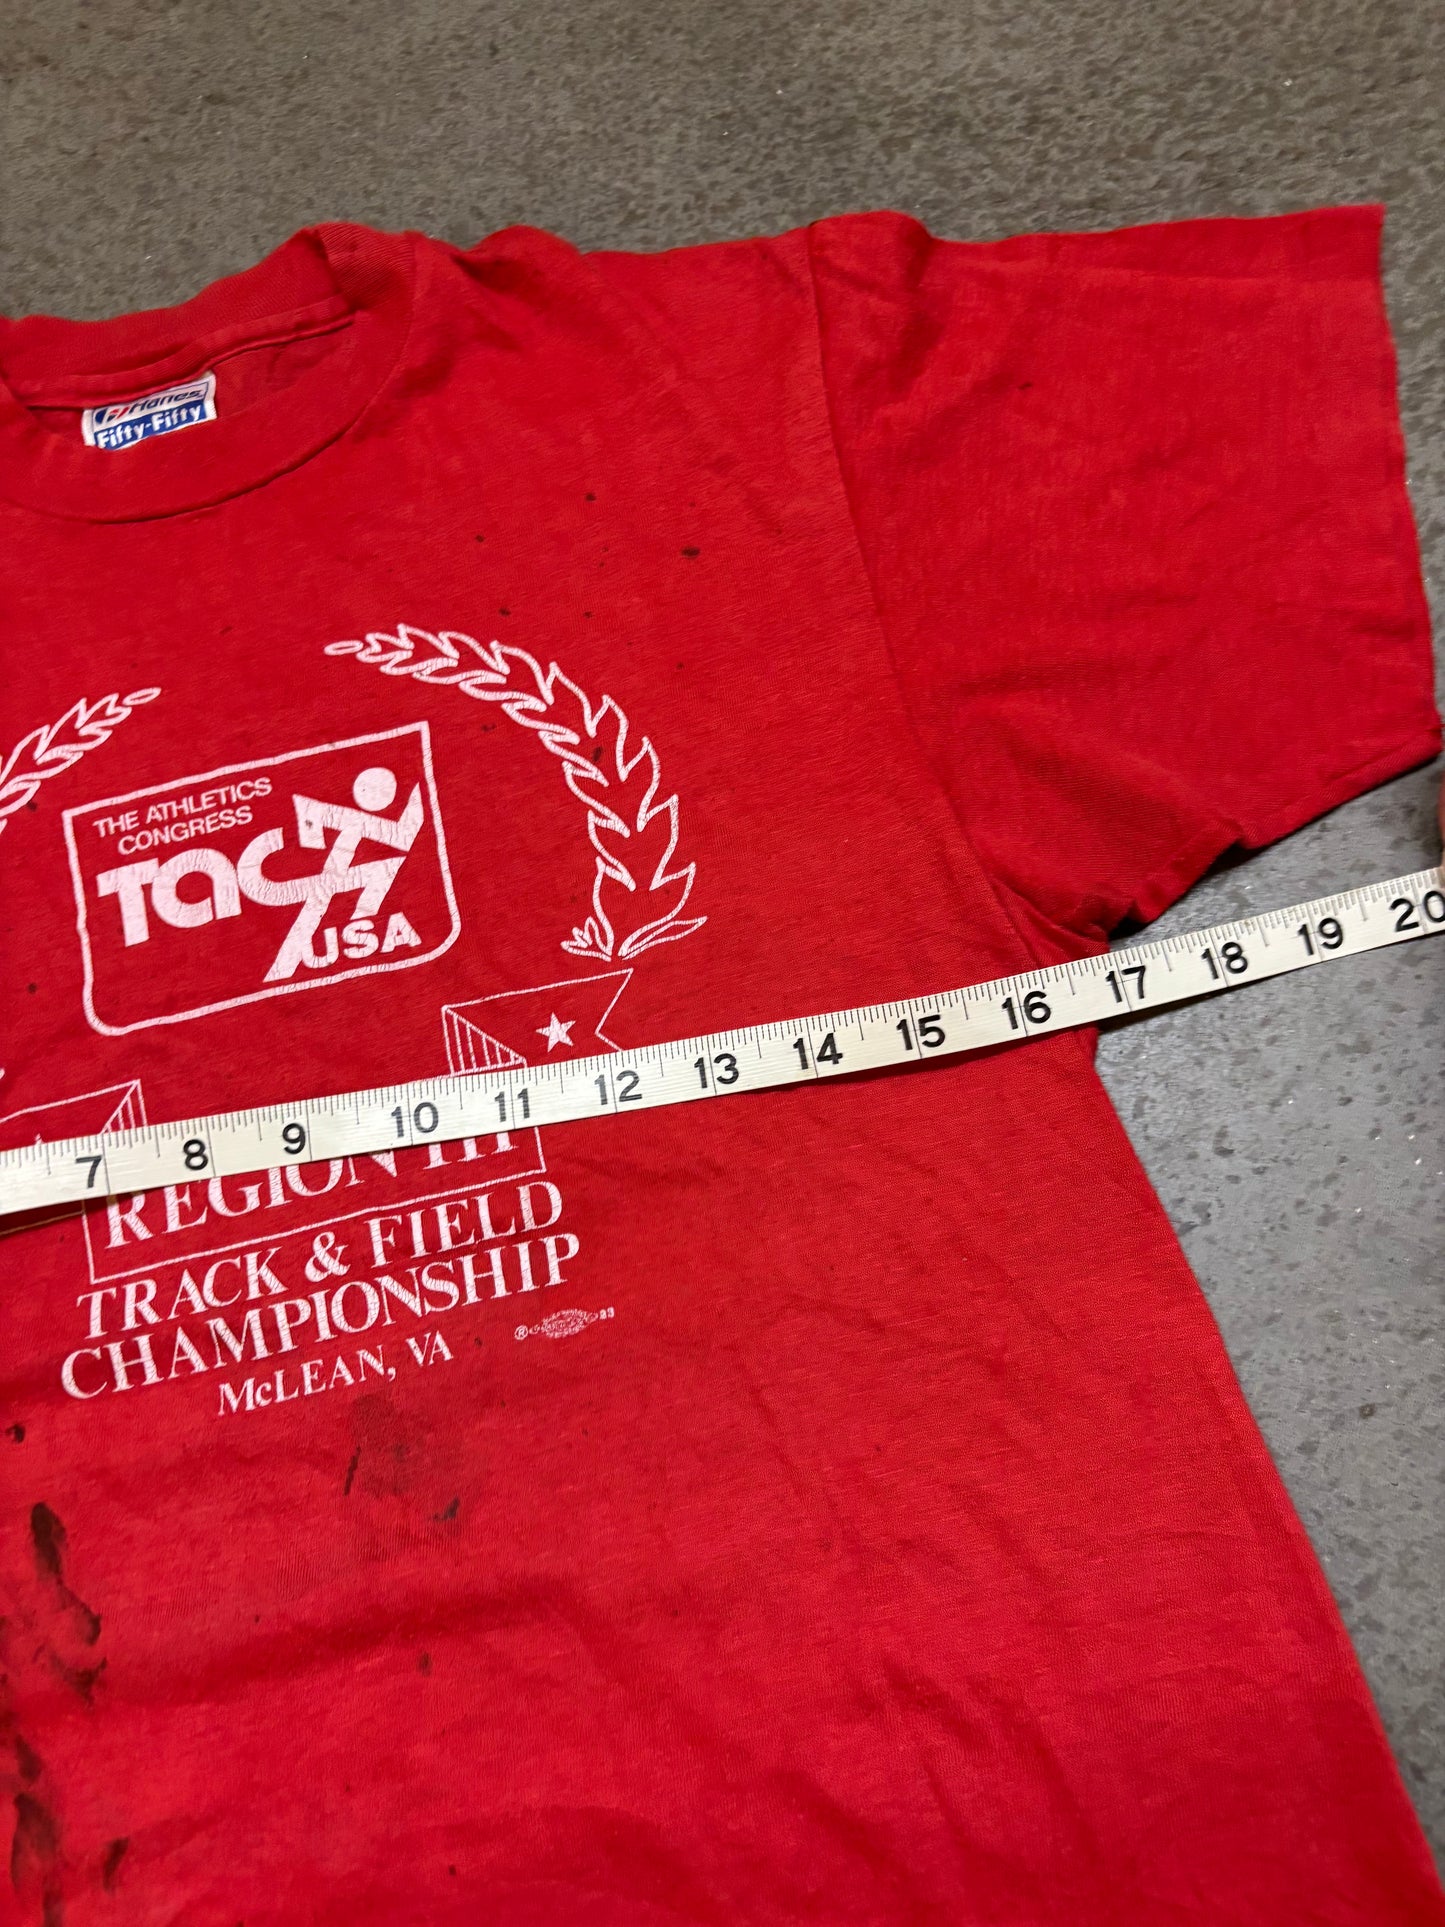 Hanes
Fifty-Fifty
THE ATHLETICS
CONGRESS
TAC
USA
7 8 9 10 11 12 13 14 15 16 17 18 19 20
REGION III
TRACK & FIELD
CHAMPIONSHIP
McLEAN, VA
® 23